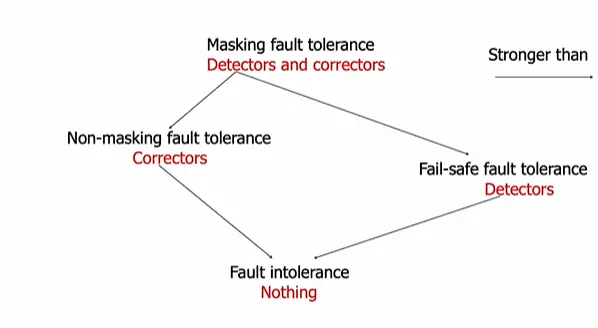 Masking fault tolerance
Detectors and correctors
Stronger than
Non-masking fault tolerance
Correctors
Fail-safe fault tolerance
Detectors
Fault intolerance
Nothing